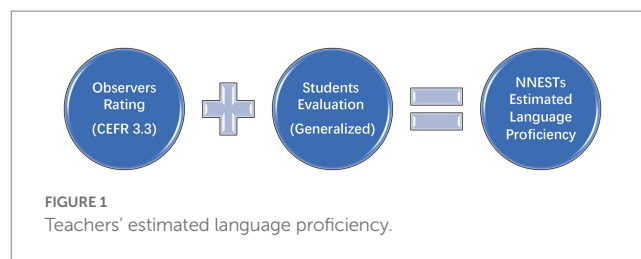 Observers
Rating
(CEFR 3.3)
Students
Evaluation
(Generalized)
NNESTs
Estimated
Language
Proficiency
FIGURE 1
Teachers’ estimated language proficiency.